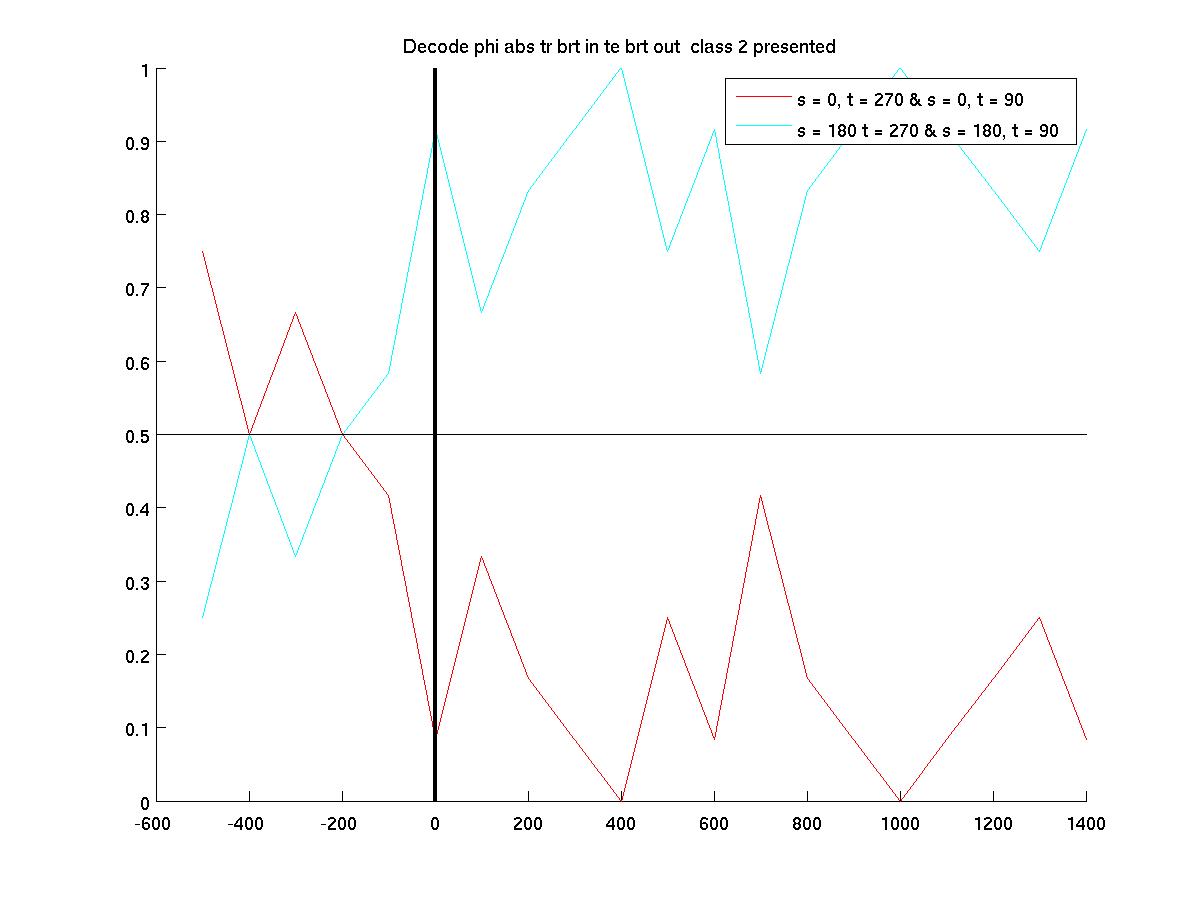 Decode phi abs tr brt in te brt out  class 2 presented
1
s = 0, t = 270 & s = 0, t = 90
s = 180 t = 270 & s = 180, t = 90
0.9
0.8
0.7
0.6
0.5
0.4
0.3
0.2
0.1
0
-600 -400 -200 0 200 400 600 800 1000 1200 1400